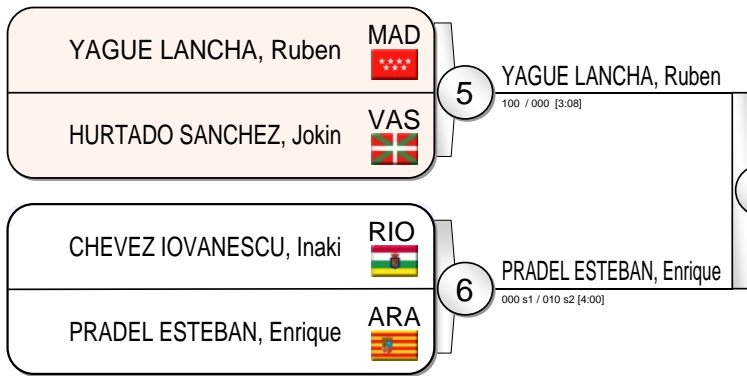 YAGUE LANCHA, Ruben MAD
HURTADO SANCHEZ, Jokin VAS
5
YAGUE LANCHA, Ruben
100 / 000 [3:08]
CHEVEZ IOVANESCU, Inaki RIO
PRADEL ESTEBAN, Enrique ARA
6
PRADEL ESTEBAN, Enrique
000 s1 / 010 s2 [4:00]